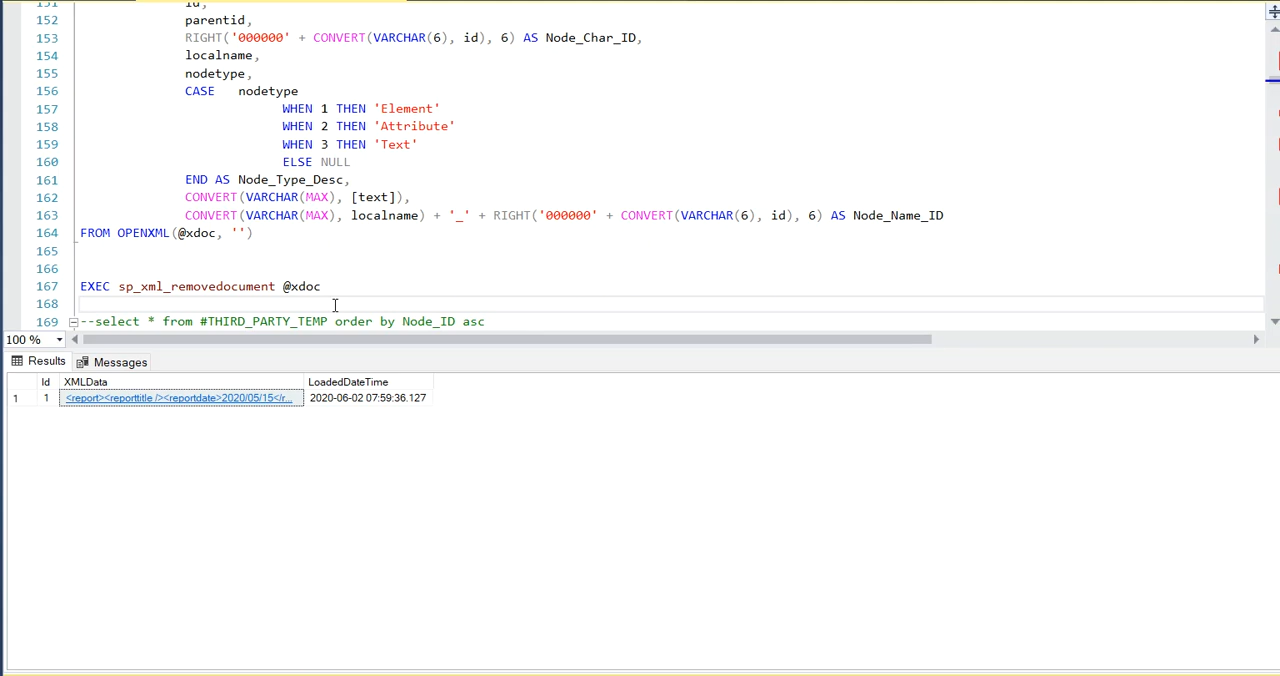 151 id,
152 parentid,
153 RIGHT('000000' + CONVERT(VARCHAR(6), id), 6) AS Node_Char_ID,
154 localname,
155 nodetype,
156 CASE nodetype
157 WHEN 1 THEN 'Element'
158 WHEN 2 THEN 'Attribute'
159 WHEN 3 THEN 'Text'
160 ELSE NULL
161 END AS Node_Type_Desc,
162 CONVERT(VARCHAR(MAX), [text]),
163 CONVERT(VARCHAR(MAX), localname) + '_' + RIGHT('000000' + CONVERT(VARCHAR(6), id), 6) AS Node_Name_ID
164 FROM OPENXML(@xdoc, '')
165
166
167 EXEC sp_xml_removedocument @xdoc
168
169 --select * from #THIRD_PARTY_TEMP order by Node_ID asc
100 %
Results Messages
Id XMLData LoadedDateTime
1 1 <report><reporttitle /><reportdate>2020/05/15</r... 2020-06-02 07:59:36.127